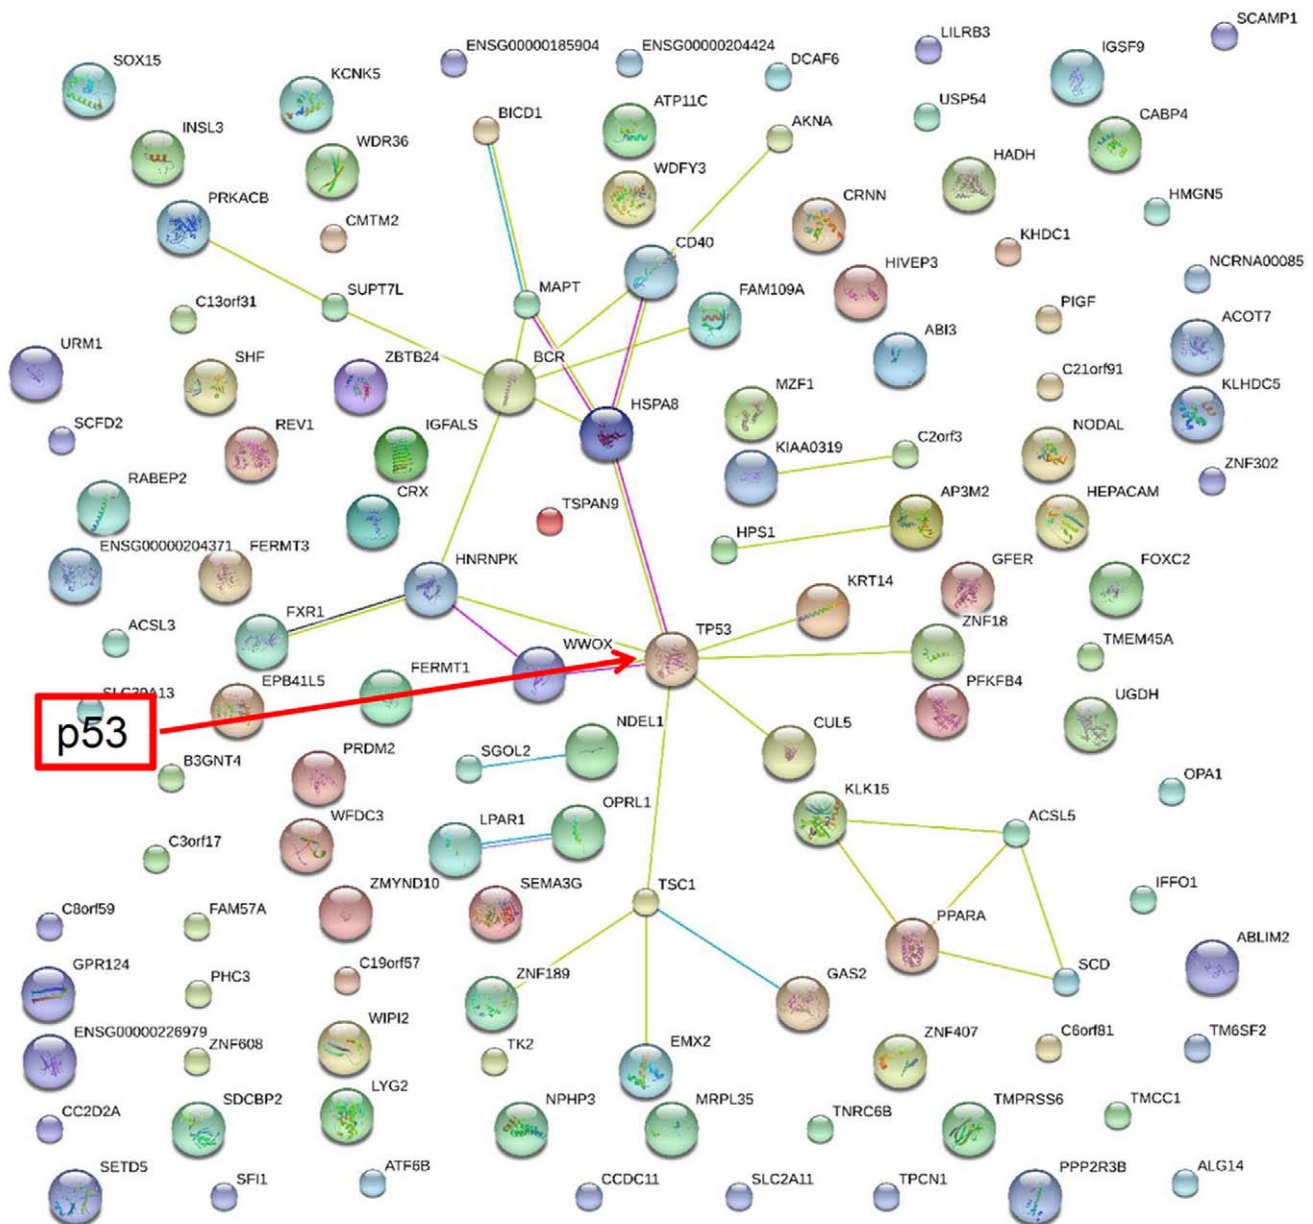 SCAMP1
LILRB3
ENSG00000185904
ENSG00000204424
IGSF9
SOX15
DCAF6
KCNK5
ATP11C
USP54
BICD1
CABP4
AKNA
INSL3
WDR36
HADH
WDFY3
PRKACB
CRNN
HMGN5
CMTM2
CD40
KHDC1
HIVEP3
NCRNA00085
SUPT7L
MAPT
FAM109A
C13orf31
PIGF
ACOT7
ABI3
URM1
SHF
ZBTB24
BCR
C21orf91
KLHDC5
MZF1
HSPA8
SCFD2
REV1
IGFALS
C2orf3
NODAL
KIAA0319
ZNF302
RABEP2
CRX
TSPAN9
AP3M2
HEPACAM
HPS1
ENSG00000204371
FERMT3
HNRNPK
GFER
FOXC2
KRT14
FXR1
ACSL3
TP53
ZNF18
WWOX
TMEM45A
FERMT1
SLC39A13
EPB41L5
PFKFB4
UGDH
p53
NDEL1
CUL5
SGOL2
PRDM2
B3GNT4
OPA1
KLK15
OPRL1
WFDC3
LPAR1
ACSL5
C3orf17
TSC1
ZMYND10
SEMA3G
IFFO1
PPARA
C8orf59
FAM57A
ABLIM2
GPR124
PHC3
C19orf57
ZNF189
GAS2
SCD
ENSG00000226979
ZNF608
WIPI2
TK2
EMX2
ZNF407
C6orf81
TM6SF2
CC2D2A
SDCBP2
LYG2
NPHP3
MRPL35
TNRC6B
TMPRSS6
TMCC1
SETD5
SFI1
ATF6B
CCDC11
SLC2A11
TPCN1
PPP2R3B
ALG14